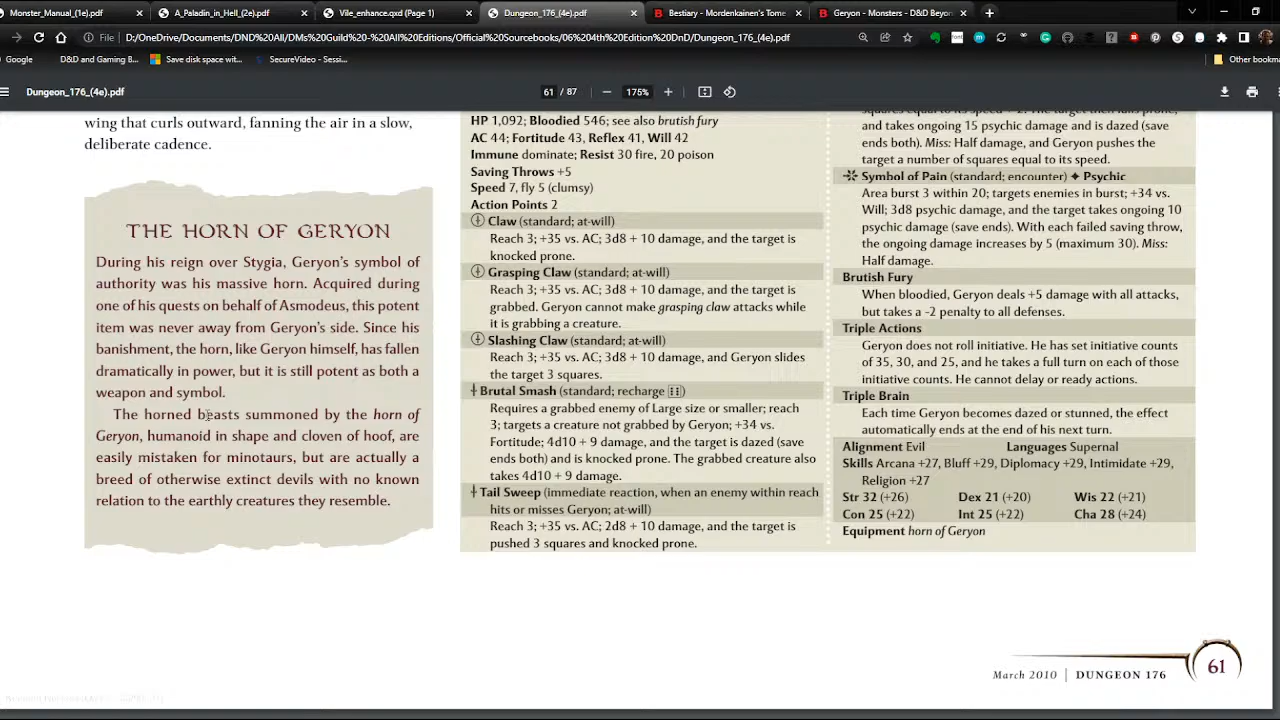 Monster_Manual_(1e).pdf
A_Paladin_in_Hell_(2e).pdf
Vile_enhance.qxd (Page 1)
Dungeon_176_(4e).pdf
Bestiary - Mordenkainen's Tome
Geryon - Monsters - D&D Beyon
File D:/OneDrive/Documents/DND%20All/DMs%20Guild%20-%20All%20Editions/Official%20Sourcebooks/06%204th%20Edition%20DnD/Dungeon_176_(4e).pdf
Google
D&D and Gaming B...
Save disk space wit...
SecureVideo - Sessi...
Other bookma
Dungeon_176_(4e).pdf
61 / 87
175%
wing that curls outward, fanning the air in a slow,
deliberate cadence.
THE HORN OF GERYON
During his reign over Stygia, Geryon's symbol of
authority was his massive horn. Acquired during
one of his quests on behalf of Asmodeus, this potent
item was never away from Geryon's side. Since his
banishment, the horn, like Geryon himself, has fallen
dramatically in power, but it is still potent as both a
weapon and symbol.
The horned beasts summoned by the horn of
Geryon, humanoid in shape and cloven of hoof, are
easily mistaken for minotaurs, but are actually a
breed of otherwise extinct devils with no known
relation to the earthly creatures they resemble.
HP 1,092; Bloodied 546; see also brutish fury
AC 44; Fortitude 43, Reflex 41, Will 42
Immune dominate; Resist 30 fire, 20 poison
Saving Throws +5
Speed 7, fly 5 (clumsy)
Action Points 2
Claw (standard; at-will)
Reach 3; +35 vs. AC; 3d8 + 10 damage, and the target is
knocked prone.
Grasping Claw (standard; at-will)
Reach 3; +35 vs. AC; 3d8 + 10 damage, and the target is
grabbed. Geryon cannot make grasping claw attacks while
it is grabbing a creature.
Slashing Claw (standard; at-will)
Reach 3; +35 vs. AC; 3d8 + 10 damage, and Geryon slides
the target 3 squares.
Brutal Smash (standard; recharge ⚅)
Requires a grabbed enemy of Large size or smaller; reach
3; targets a creature not grabbed by Geryon; +34 vs.
Fortitude; 4d10 + 9 damage, and the target is dazed (save
ends both) and is knocked prone. The grabbed creature also
takes 4d10 + 9 damage.
Tail Sweep (immediate reaction, when an enemy within reach
hits or misses Geryon; at-will)
Reach 3; +35 vs. AC; 2d8 + 10 damage, and the target is
pushed 3 squares and knocked prone.
and takes ongoing 15 psychic damage and is dazed (save
ends both). Miss: Half damage, and Geryon pushes the
target a number of squares equal to its speed.
Symbol of Pain (standard; encounter) ✦ Psychic
Area burst 3 within 20; targets enemies in burst; +34 vs.
Will; 3d8 psychic damage, and the target takes ongoing 10
psychic damage (save ends). With each failed saving throw,
the ongoing damage increases by 5 (maximum 30). Miss:
Half damage.
Brutish Fury
When bloodied, Geryon deals +5 damage with all attacks,
but takes a -2 penalty to all defenses.
Triple Actions
Geryon does not roll initiative. He has set initiative counts
of 35, 30, and 25, and he takes a full turn on each of those
initiative counts. He cannot delay or ready actions.
Triple Brain
Each time Geryon becomes dazed or stunned, the effect
automatically ends at the end of his next turn.
Alignment Evil Languages Supernal
Skills Arcana +27, Bluff +29, Diplomacy +29, Intimidate +29,
Religion +27
Str 32 (+26) Dex 21 (+20) Wis 22 (+21)
Con 25 (+22) Int 25 (+22) Cha 28 (+24)
Equipment horn of Geryon
March 2010 | DUNGEON 176
61